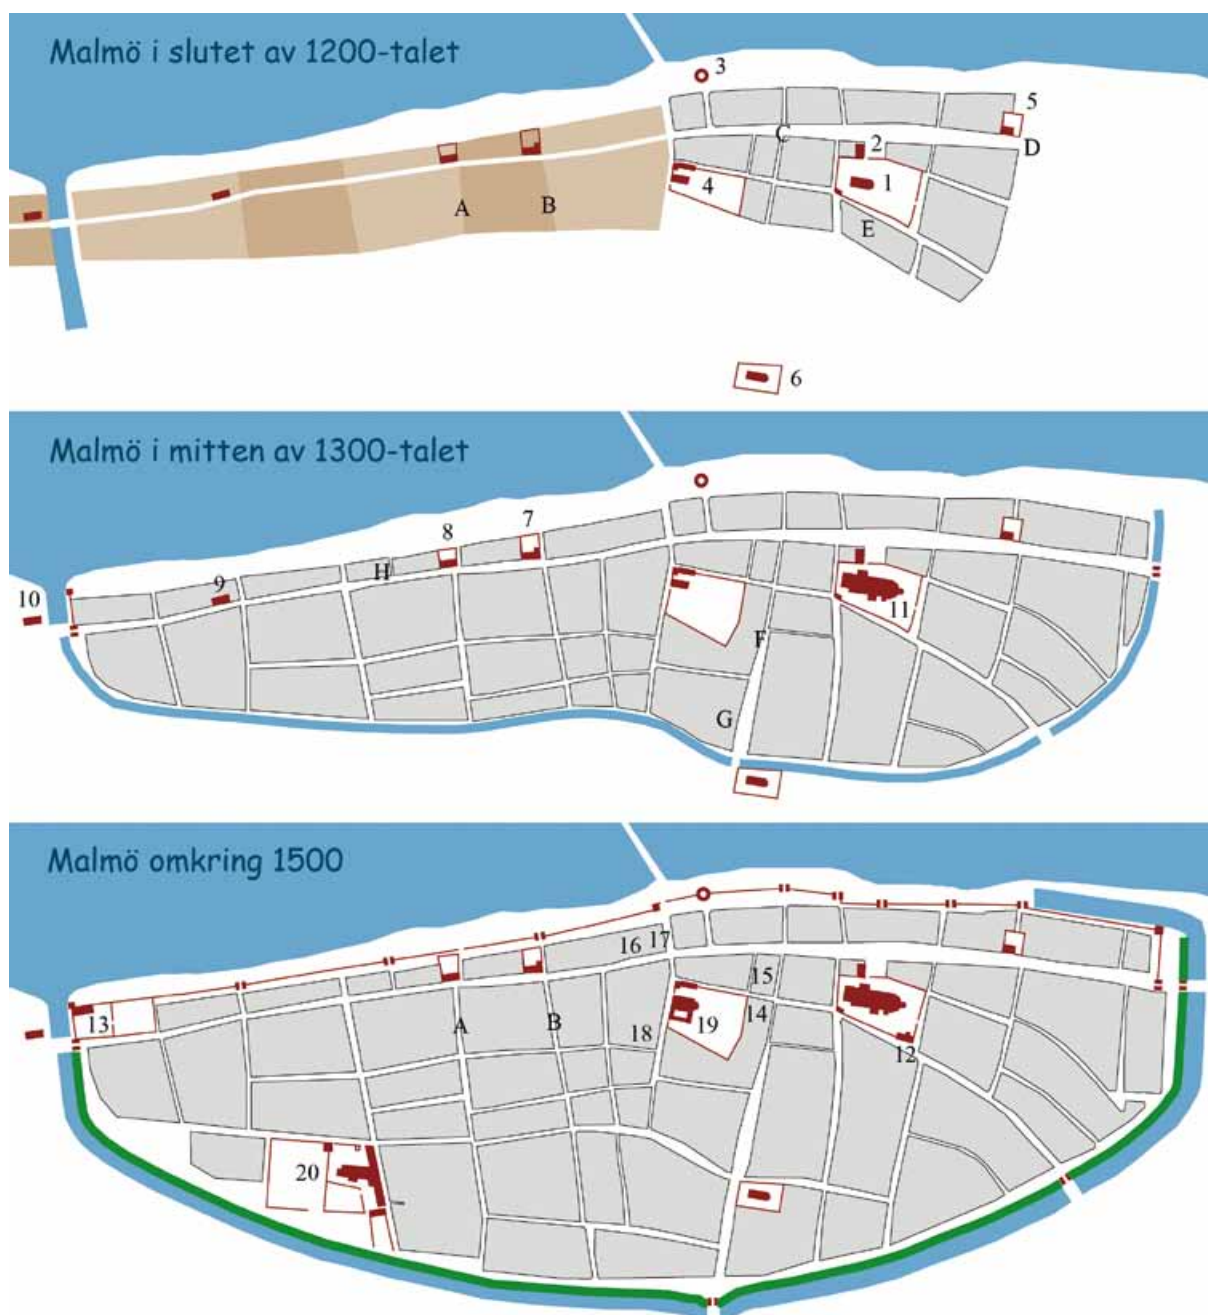 Malmö i slutet av 1200-talet
3
5
C
D
2
1
4
A
B
E
6
Malmö i mitten av 1300-talet
7
8
H
9
10
11
F
G
Malmö omkring 1500
16
17
15
13
A
B
14
18
19
12
20